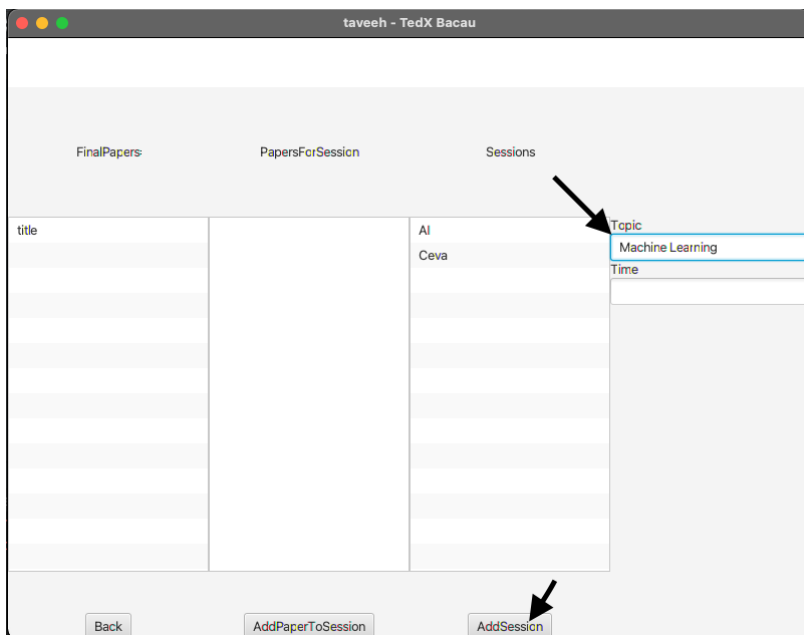 taveeh - TedX Bacau
FinalPapers:
PapersForSession
Sessions
title
AI
Ceva
Topic
Machine Learning
Time
Back
AddPaperToSession
AddSession